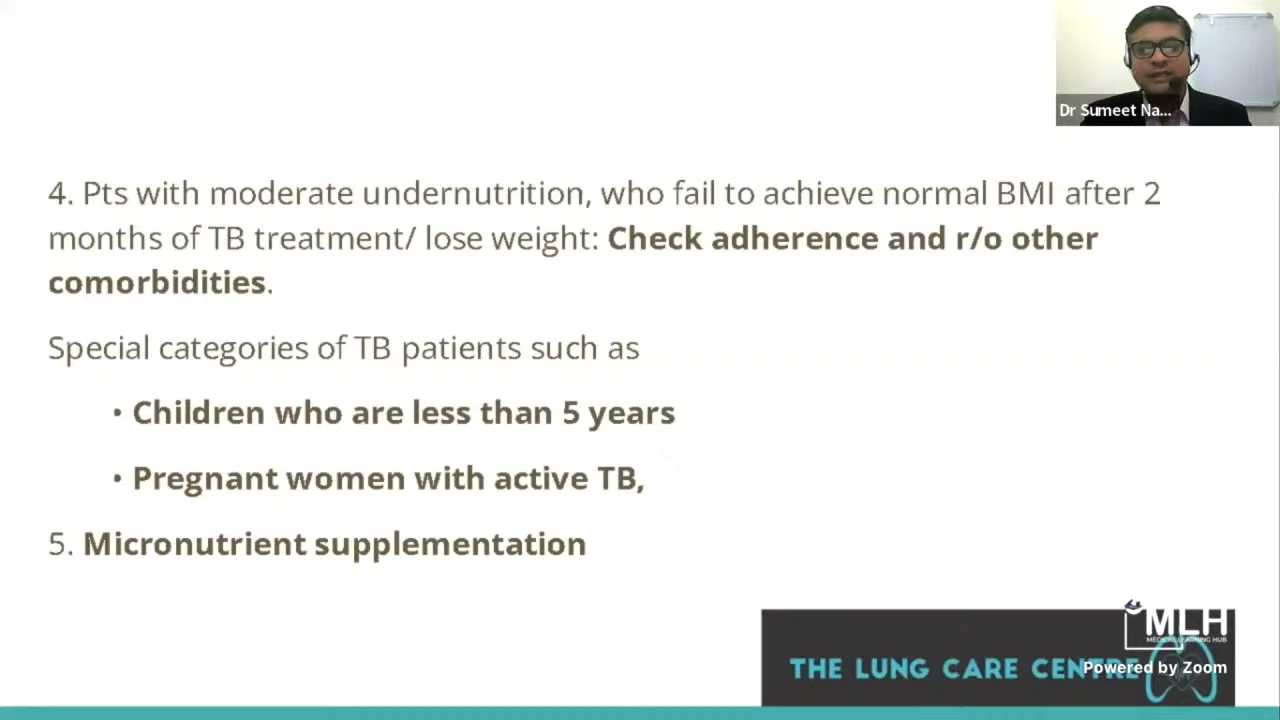 Dr Sumeet Na...
4. Pts with moderate undernutrition, who fail to achieve normal BMI after 2
months of TB treatment/ lose weight: Check adherence and r/o other
comorbidities.
Special categories of TB patients such as
• Children who are less than 5 years
• Pregnant women with active TB,
5. Micronutrient supplementation
MLH
THE LUNG CARE CENTRE
Powered by Zoom